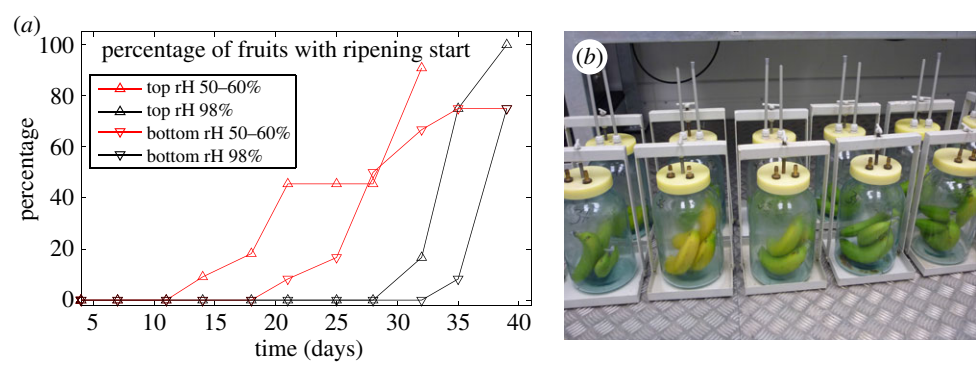 (a)
percentage of fruits with ripening start
top rH 50–60%
top rH 98%
bottom rH 50–60%
bottom rH 98%
percentage
100
80
60
40
20
0
5 10 15 20 25 30 35 40
time (days)
(b)